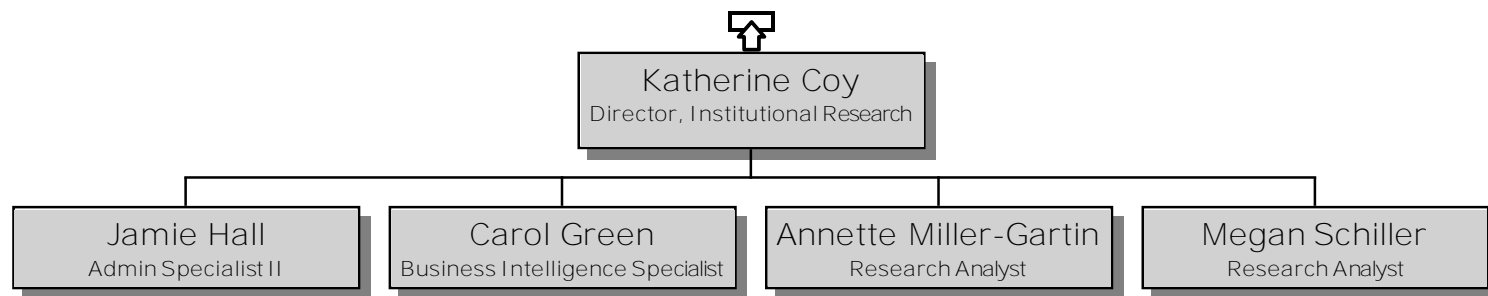 Katherine Coy
Director, Institutional Research
Jamie Hall
Admin Specialist II
Carol Green
Business Intelligence Specialist
Annette Miller-Gartin
Research Analyst
Megan Schiller
Research Analyst